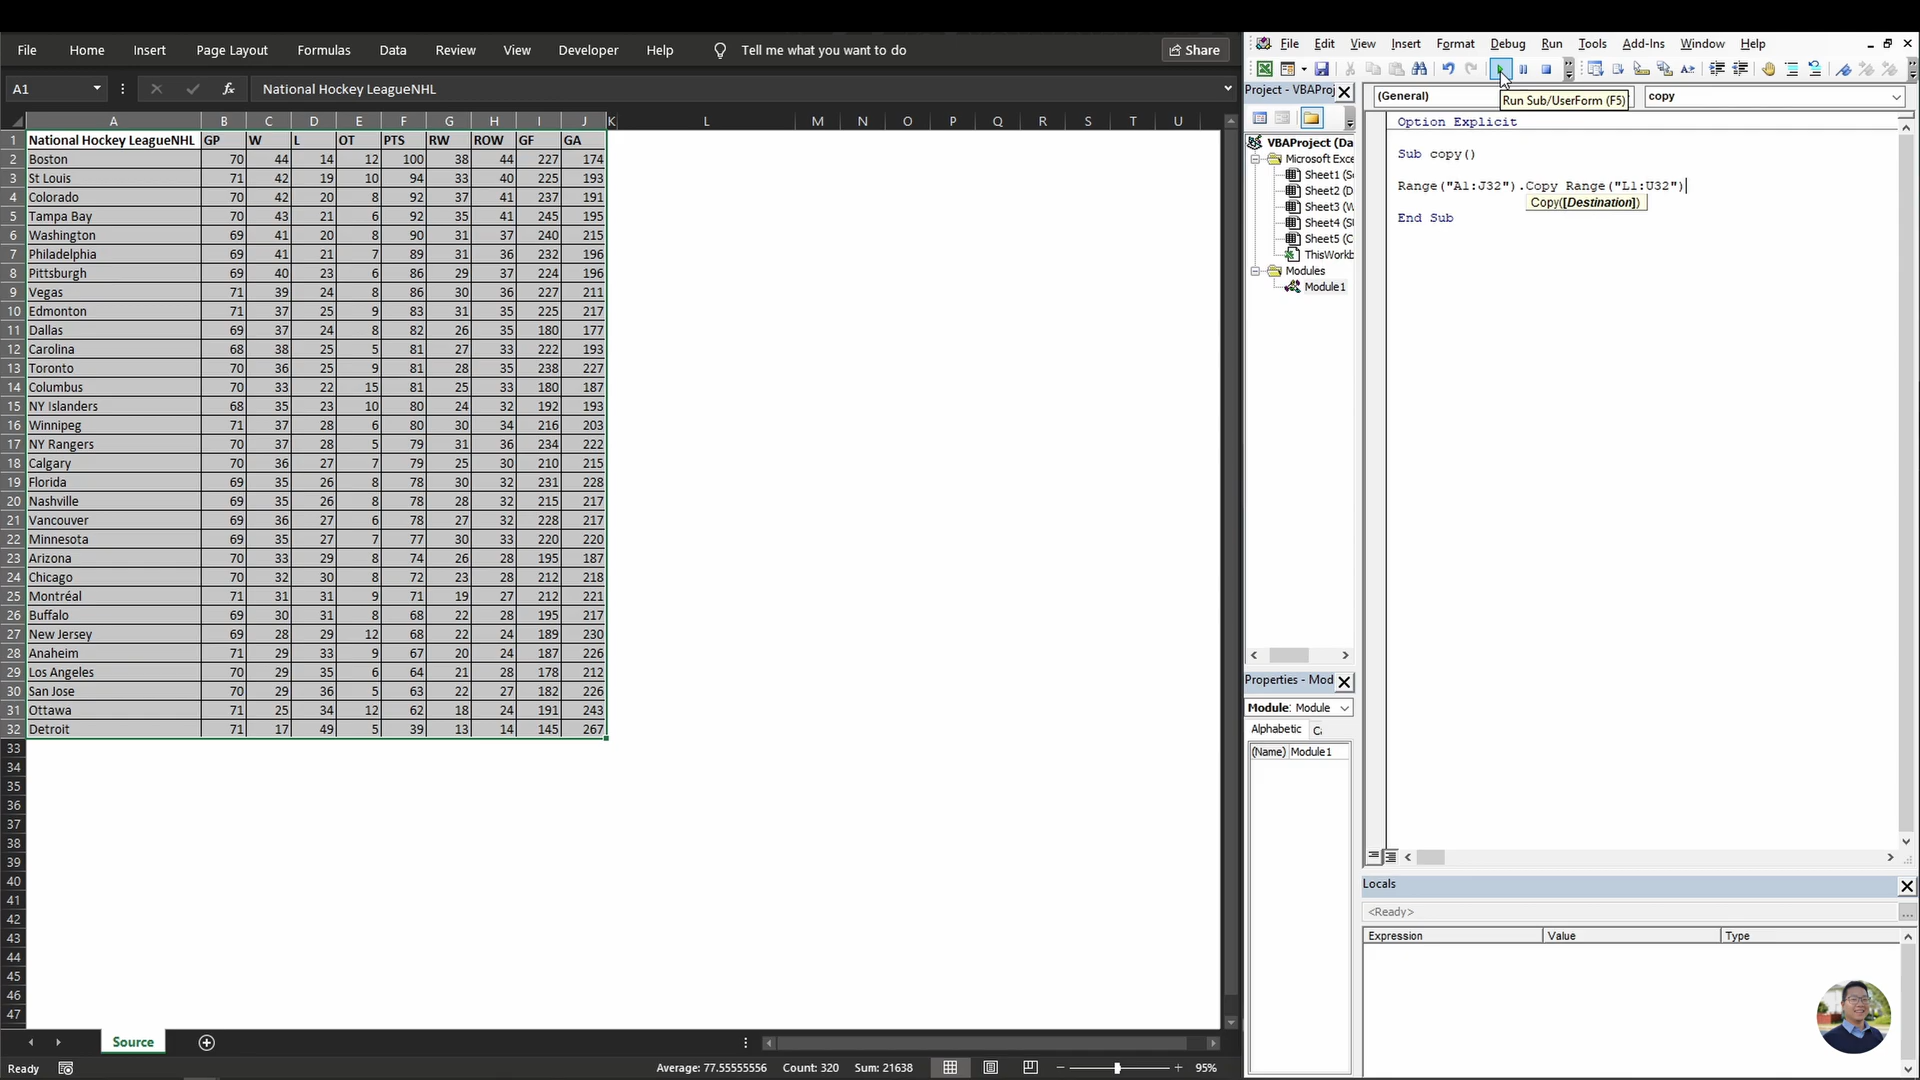 File Home Insert Page Layout Formulas Data Review View Developer Help Tell me what you want to do Share
A1 fx National Hockey LeagueNHL
A B C D E F G H I J K L M N O P Q R S T U
1 National Hockey LeagueNHL GP W L OT PTS RW ROW GF GA
2 Boston 70 44 14 12 100 38 44 227 174
3 St Louis 71 42 19 10 94 33 40 225 193
4 Colorado 70 42 20 8 92 37 41 237 191
5 Tampa Bay 70 43 21 6 92 35 41 245 195
6 Washington 69 41 20 8 90 31 37 240 215
7 Philadelphia 69 41 21 7 89 31 36 232 196
8 Pittsburgh 69 40 23 6 86 29 37 224 196
9 Vegas 71 39 24 8 86 30 36 227 211
10 Edmonton 71 37 25 9 83 31 35 225 217
11 Dallas 69 37 24 8 82 26 35 180 177
12 Carolina 68 38 25 5 81 27 33 222 193
13 Toronto 70 36 25 9 81 28 35 238 227
14 Columbus 70 33 22 15 81 25 33 180 187
15 NY Islanders 68 35 23 10 80 24 32 192 193
16 Winnipeg 71 37 28 6 80 30 34 216 203
17 NY Rangers 70 37 28 5 79 31 36 234 222
18 Calgary 70 36 27 7 79 25 30 210 215
19 Florida 69 35 26 8 78 30 32 231 228
20 Nashville 69 35 26 8 78 28 32 215 217
21 Vancouver 69 36 27 6 78 27 32 228 217
22 Minnesota 69 35 27 7 77 30 33 220 220
23 Arizona 70 33 29 8 74 26 28 195 187
24 Chicago 70 32 30 8 72 23 28 212 218
25 Montréal 71 31 31 9 71 19 27 212 221
26 Buffalo 69 30 31 8 68 22 28 195 217
27 New Jersey 69 28 29 12 68 22 24 189 230
28 Anaheim 71 29 33 9 67 20 24 187 226
29 Los Angeles 70 29 35 6 64 21 28 178 212
30 San Jose 70 29 36 5 63 22 27 182 226
31 Ottawa 71 25 34 12 62 18 24 191 243
32 Detroit 71 17 49 5 39 13 14 145 267
33
34
35
36
37
38
39
40
41
42
43
44
45
46
47
Source
Ready Average: 77.55555556 Count: 320 Sum: 21638 95%
File Edit View Insert Format Debug Run Tools Add-Ins Window Help
Project - VBAProj
VBAProject (Da
Microsoft Exce
Sheet1 (So
Sheet2 (D
Sheet3 (W
Sheet4 (SU
Sheet5 (C
ThisWorkb
Modules
Module1
Properties - Mod
Module1 Module
Alphabetic Ca
(Name) Module1
(General) copy
Run Sub/UserForm (F5)
Option Explicit
Sub copy()
Range("A1:J32").Copy Range("L1:U32")
Copy([Destination])
End Sub
Locals
<Ready>
Expression Value Type